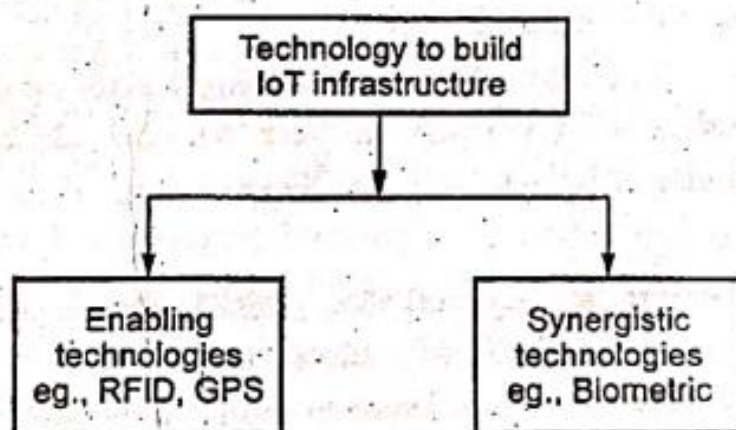 Technology to build
IoT infrastructure
Enabling
technologies
eg., RFID, GPS
Synergistic
technologies
eg., Biometric